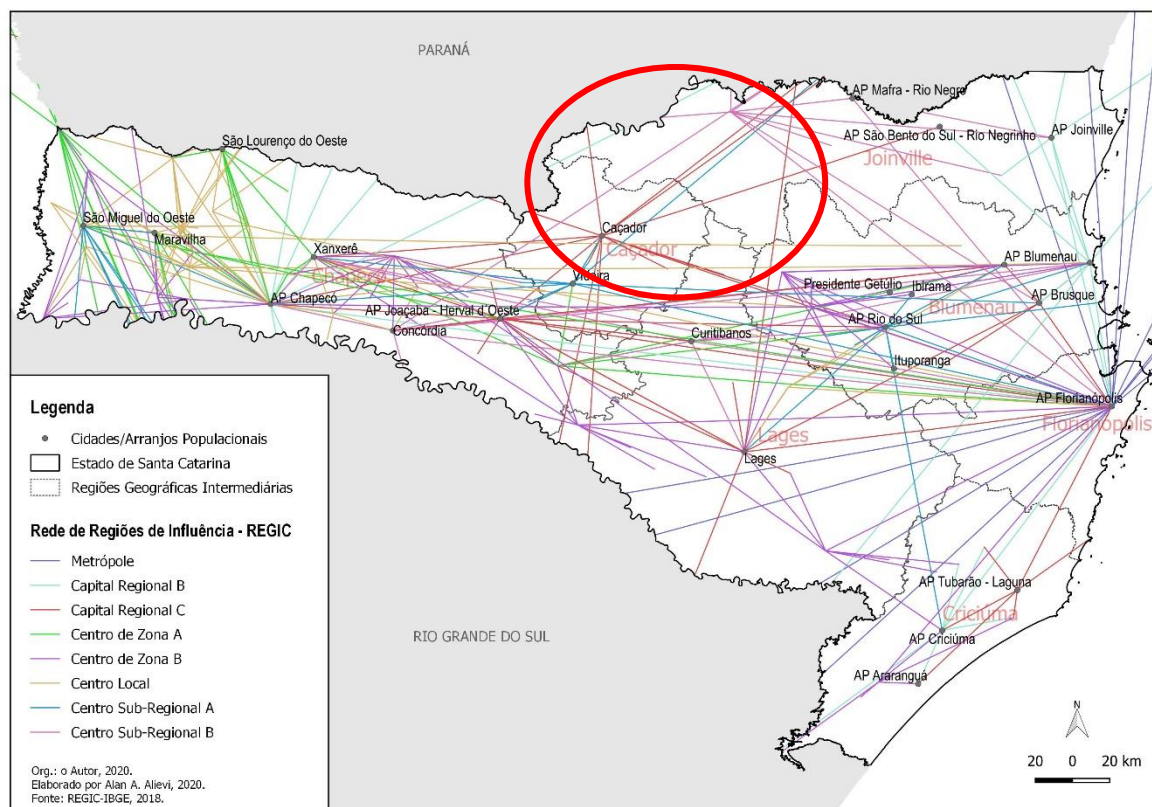 PARANÁ
AP Mafra - Rio Negro
AP São Bento do Sul - Rio Negrinho
AP Joinville
Joinville
São Lourenço do Oeste
São Miguel do Oeste
Maravilha
Xanxerê
Chapecó
AP Chapecó
Caçador
Caçador
Videira
AP Joaçaba - Herval d'Oeste
Concórdia
Curitibanos
AP Blumenau
Presidente Getúlio
Ibirama
Blumenau
AP Brusque
AP Rio do Sul
Ituporanga
AP Florianópolis
Florianópolis
Lages
Lages
AP Tubarão - Laguna
Criciúma
AP Criciúma
AP Araranguá
RIO GRANDE DO SUL
Legenda
Cidades/Arranjos Populacionais
Estado de Santa Catarina
Regiões Geográficas Intermediárias
Rede de Regiões de Influência - REGIC
Metrópole
Capital Regional B
Capital Regional C
Centro de Zona A
Centro de Zona B
Centro Local
Centro Sub-Regional A
Centro Sub-Regional B
Org.: o Autor, 2020.
Elaborado por Alan A. Alievi, 2020.
Fonte: REGIC-IBGE, 2018.
N
20 0 20 km